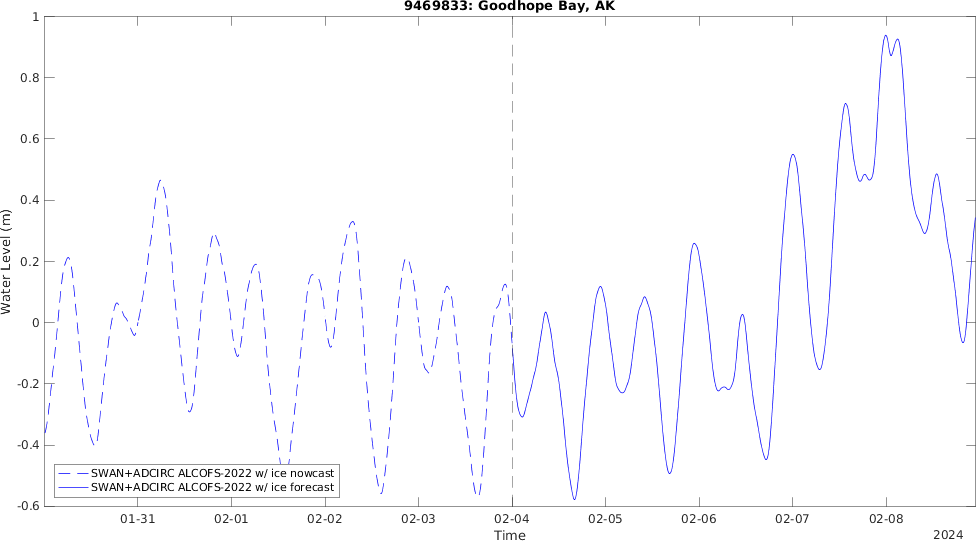 9469833: Goodhope Bay, AK
Water Level (m)
1
0.8
0.6
0.4
0.2
0
-0.2
-0.4
-0.6
SWAN+ADCIRC ALCOFS-2022 w/ ice nowcast
SWAN+ADCIRC ALCOFS-2022 w/ ice forecast
01-31 02-01 02-02 02-03 02-04 02-05 02-06 02-07 02-08
Time
2024